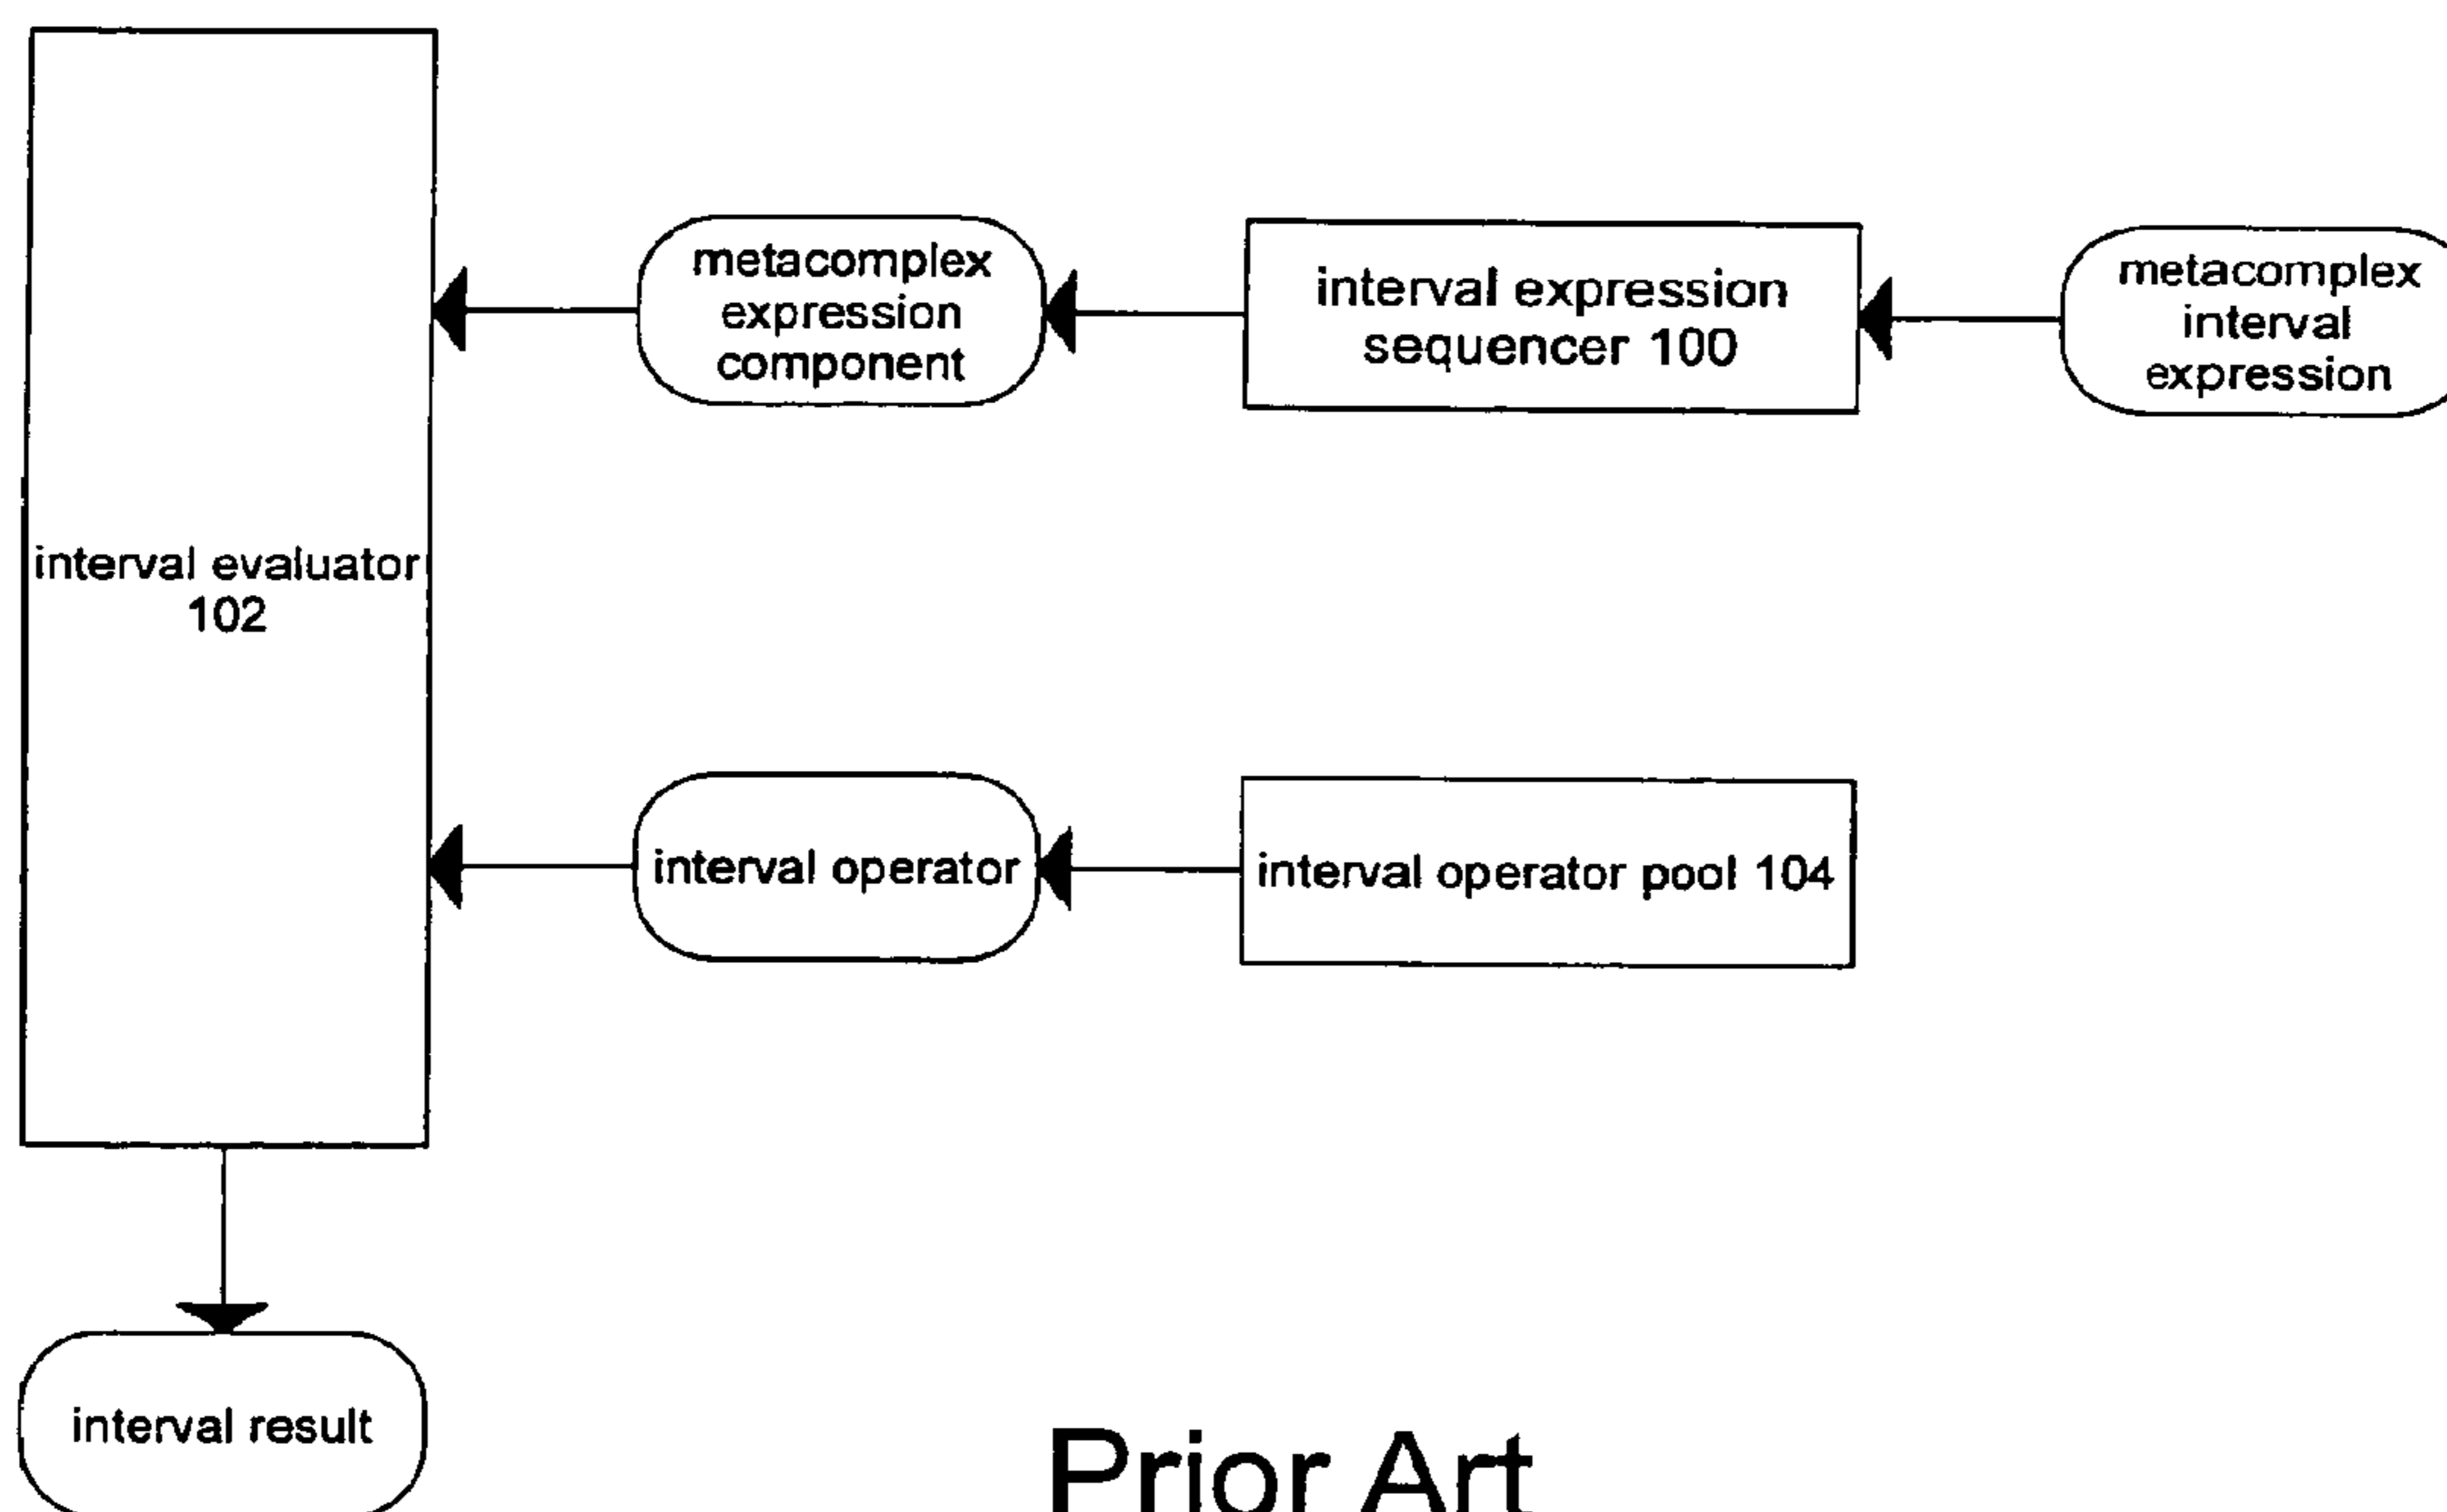 metacomplex
expression
component
interval expression
sequencer 100
metacomplex
interval
expression
interval evaluator
102
interval operator
interval operator pool 104
interval result
Prior Art